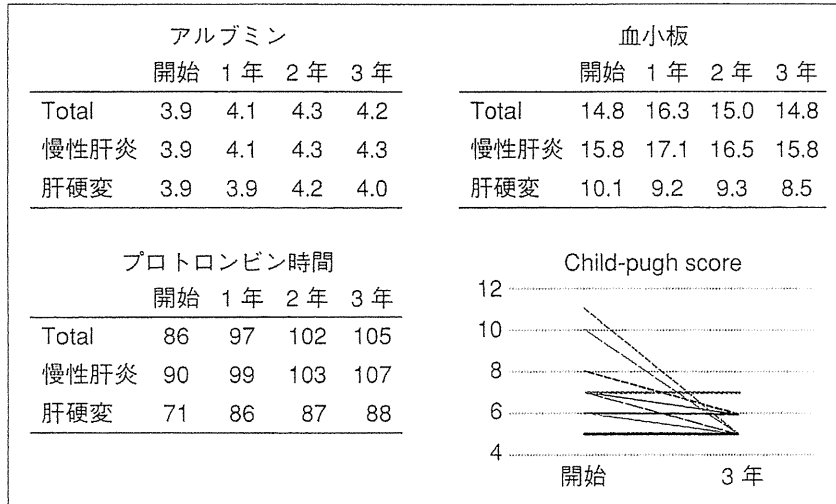 アルブミン
開始 1年 2年 3年
Total 3.9 4.1 4.3 4.2
慢性肝炎 3.9 4.1 4.3 4.3
肝硬変 3.9 3.9 4.2 4.0
血小板
開始 1年 2年 3年
Total 14.8 16.3 15.0 14.8
慢性肝炎 15.8 17.1 16.5 15.8
肝硬変 10.1 9.2 9.3 8.5
プロトロンビン時間
開始 1年 2年 3年
Total 86 97 102 105
慢性肝炎 90 99 103 107
肝硬変 71 86 87 88
Child-pugh score
12
10
8
6
4
開始 3年